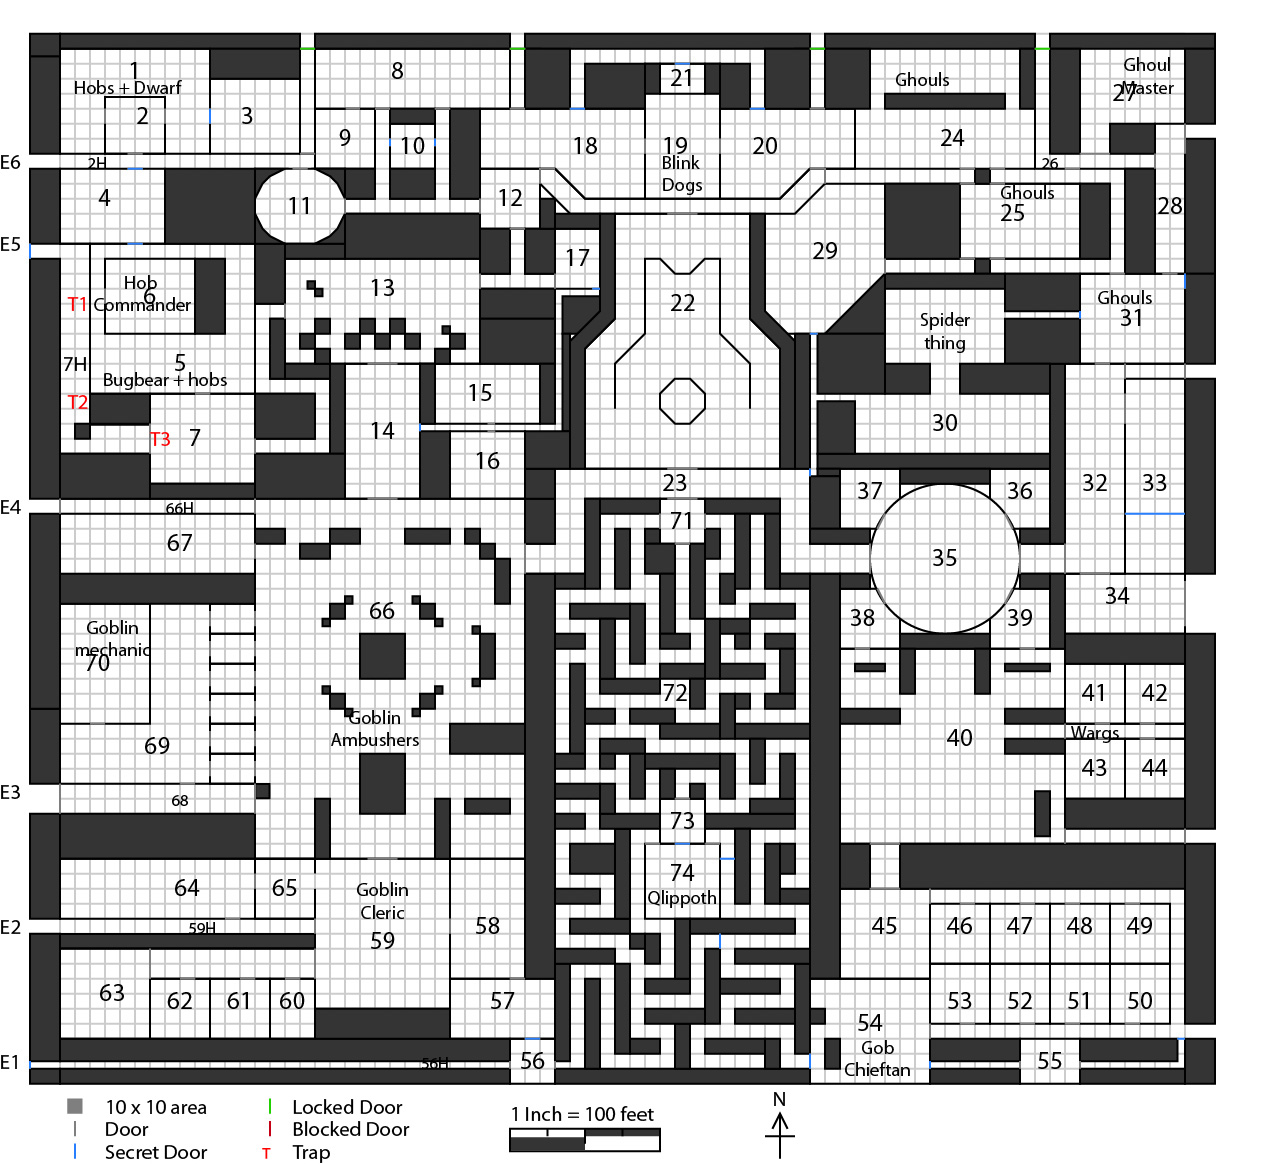 1
8
21
Ghoul
Master
27
Ghouls
Hobs + Dwarf
2
3
9
10
18
19
20
24
Blink
Dogs
E6
2H
26
4
11
12
Ghouls
25
28
E5
17
29
13
Hob
Commander
6
T1
22
Ghouls
31
Spider
thing
7H
5
Bugbear + hobs
15
T2
14
30
T3
7
16
23
37
36
32
33
E4
66H
71
67
35
34
66
38
39
Goblin
mechanic
70
72
41
42
Goblin
Ambushers
69
40
Wargs
43
44
E3
68
73
64
65
Goblin
Cleric
59
74
Qlippoth
E2
59H
58
45
46
47
48
49
63
62
61
60
57
53
52
51
50
54
Gob
Chieftan
E1
56H
56
55
10 x 10 area
Door
Secret Door
Locked Door
Blocked Door
T Trap
1 Inch = 100 feet
N